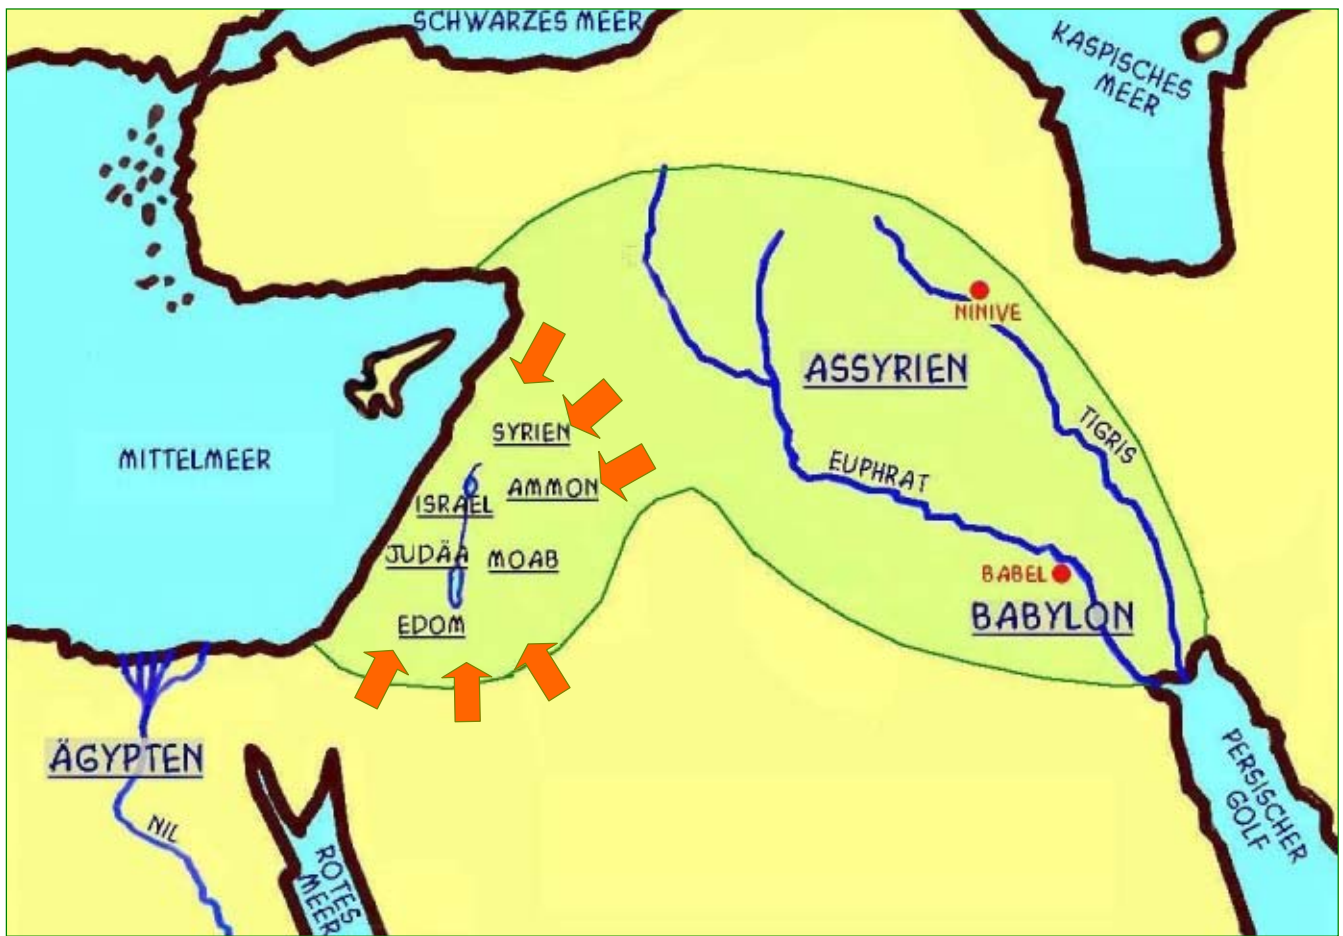 SCHWARZES MEER
KASPISCHES
MEER
NINIVE
ASSYRIEN
TIGRIS
SYRIEN
MITTELMEER
EUPHRAT
AMMON
ISRAEL
JUDÄA
MOAB
BABEL
BABYLON
EDOM
ÄGYPTEN
NIL
ROTES
MEER
PERSISCHER
GOLF